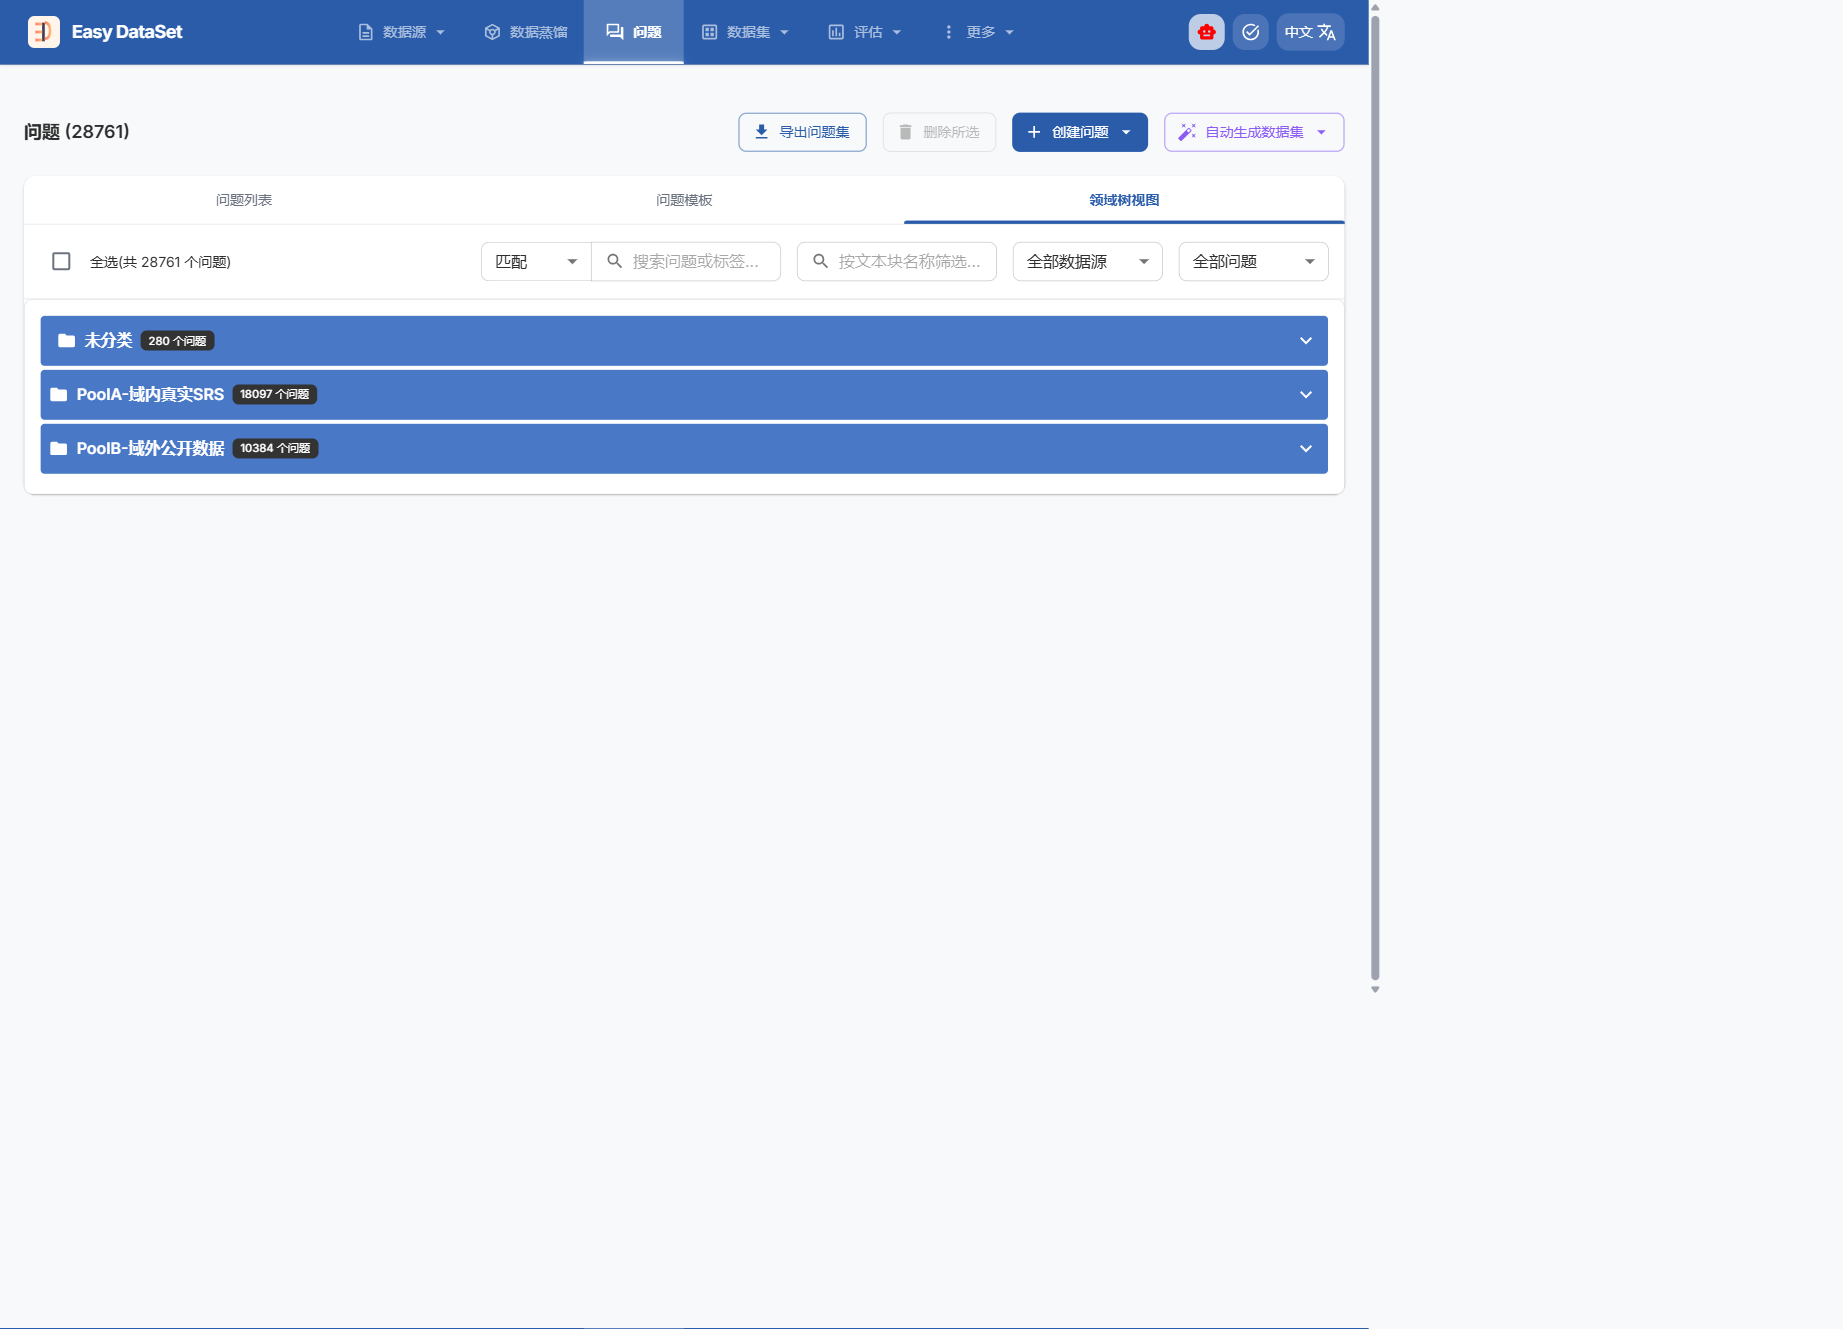 Easy DataSet
数据源
数据蒸馏
问题
数据集
评估
更多
中文
问题 (28761)
导出问题集
删除所选
创建问题
自动生成数据集
问题列表
问题模板
领域树视图
全选(共 28761 个问题)
匹配
搜索问题或标签...
按文本块名称筛选...
全部数据源
全部问题
未分类 280 个问题
PoolA-域内真实SRS 18097 个问题
PoolB-域外公开数据 10384 个问题